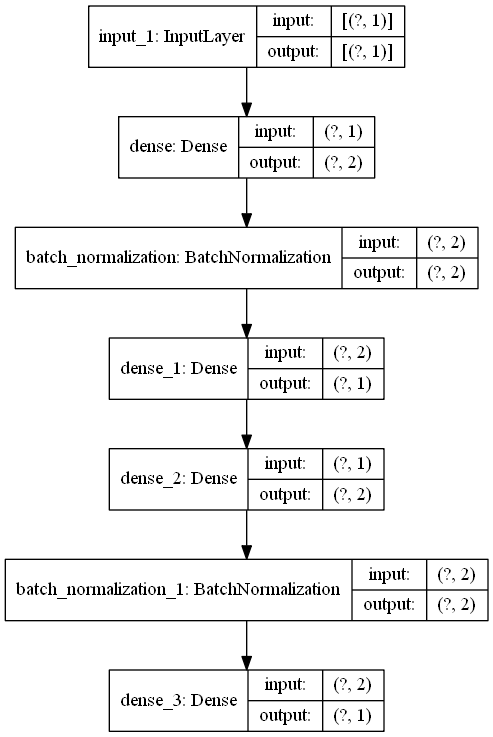 input_1: InputLayer input: [(?, 1)]
output: [(?, 1)]
dense: Dense input: (?, 1)
output: (?, 2)
batch_normalization: BatchNormalization input: (?, 2)
output: (?, 2)
dense_1: Dense input: (?, 2)
output: (?, 1)
dense_2: Dense input: (?, 1)
output: (?, 2)
batch_normalization_1: BatchNormalization input: (?, 2)
output: (?, 2)
dense_3: Dense input: (?, 2)
output: (?, 1)